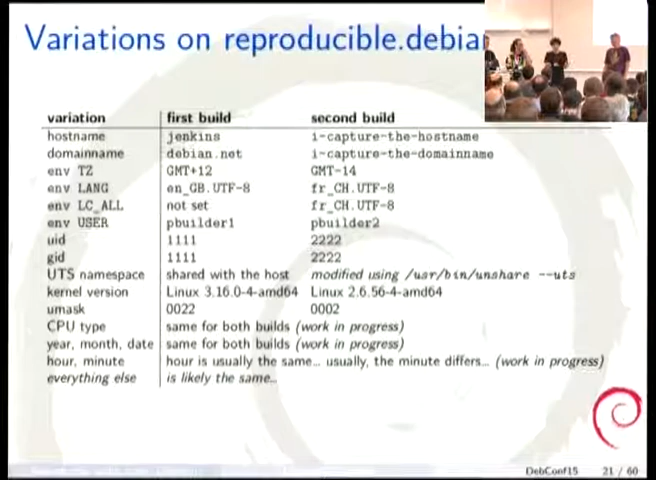 Variations on reproducible.debia
variation first build second build
hostname jenkins i-capture-the-hostname
domainname debian.net i-capture-the-domainname
env TZ GMT+12 GMT-14
env LANG en_GB.UTF-8 fr_CH.UTF-8
env LC_ALL not set fr_CH.UTF-8
env USER pbuilder1 pbuilder2
uid 1111 2222
gid 1111 2222
UTS namespace shared with the host modified using /usr/bin/unshare --uts
kernel version Linux 3.16.0-4-amd64 Linux 2.6.56-4-amd64
umask 0022 0002
CPU type same for both builds (work in progress)
year, month, date same for both builds (work in progress)
hour, minute hour is usually the same... usually, the minute differs... (work in progress)
everything else is likely the same...
DebConf15 21 / 60